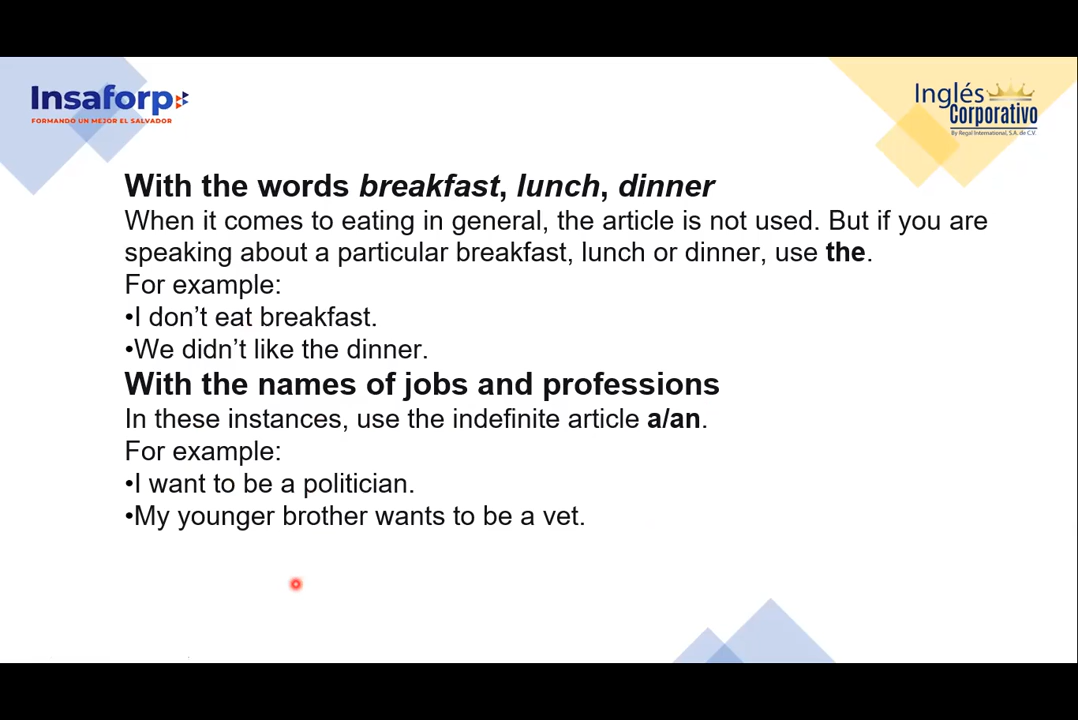 Insaforp
FORMANDO UN MEJOR EL SALVADOR
Inglés
Corporativo
By Regal International, S.A. de C.V.
With the words breakfast, lunch, dinner
When it comes to eating in general, the article is not used. But if you are
speaking about a particular breakfast, lunch or dinner, use the.
For example:
•I don’t eat breakfast.
•We didn’t like the dinner.
With the names of jobs and professions
In these instances, use the indefinite article a/an.
For example:
•I want to be a politician.
•My younger brother wants to be a vet.